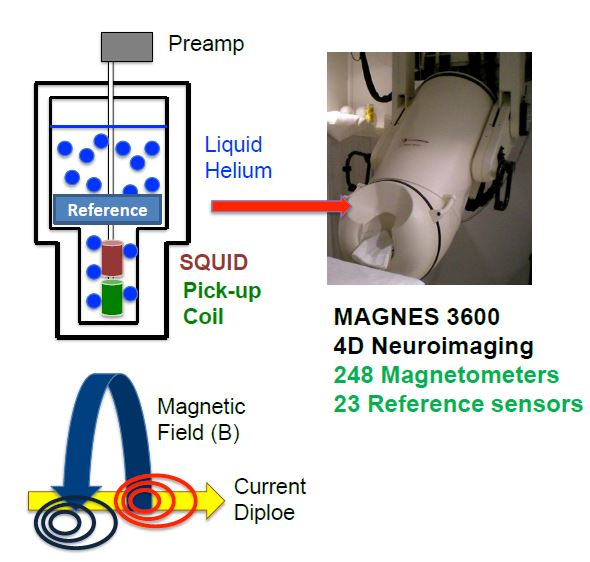 Preamp
Liquid
Helium
Reference
SQUID
Pick-up
Coil
MAGNES 3600
4D Neuroimaging
248 Magnetometers
23 Reference sensors
Magnetic
Field (B)
Current
Diploe